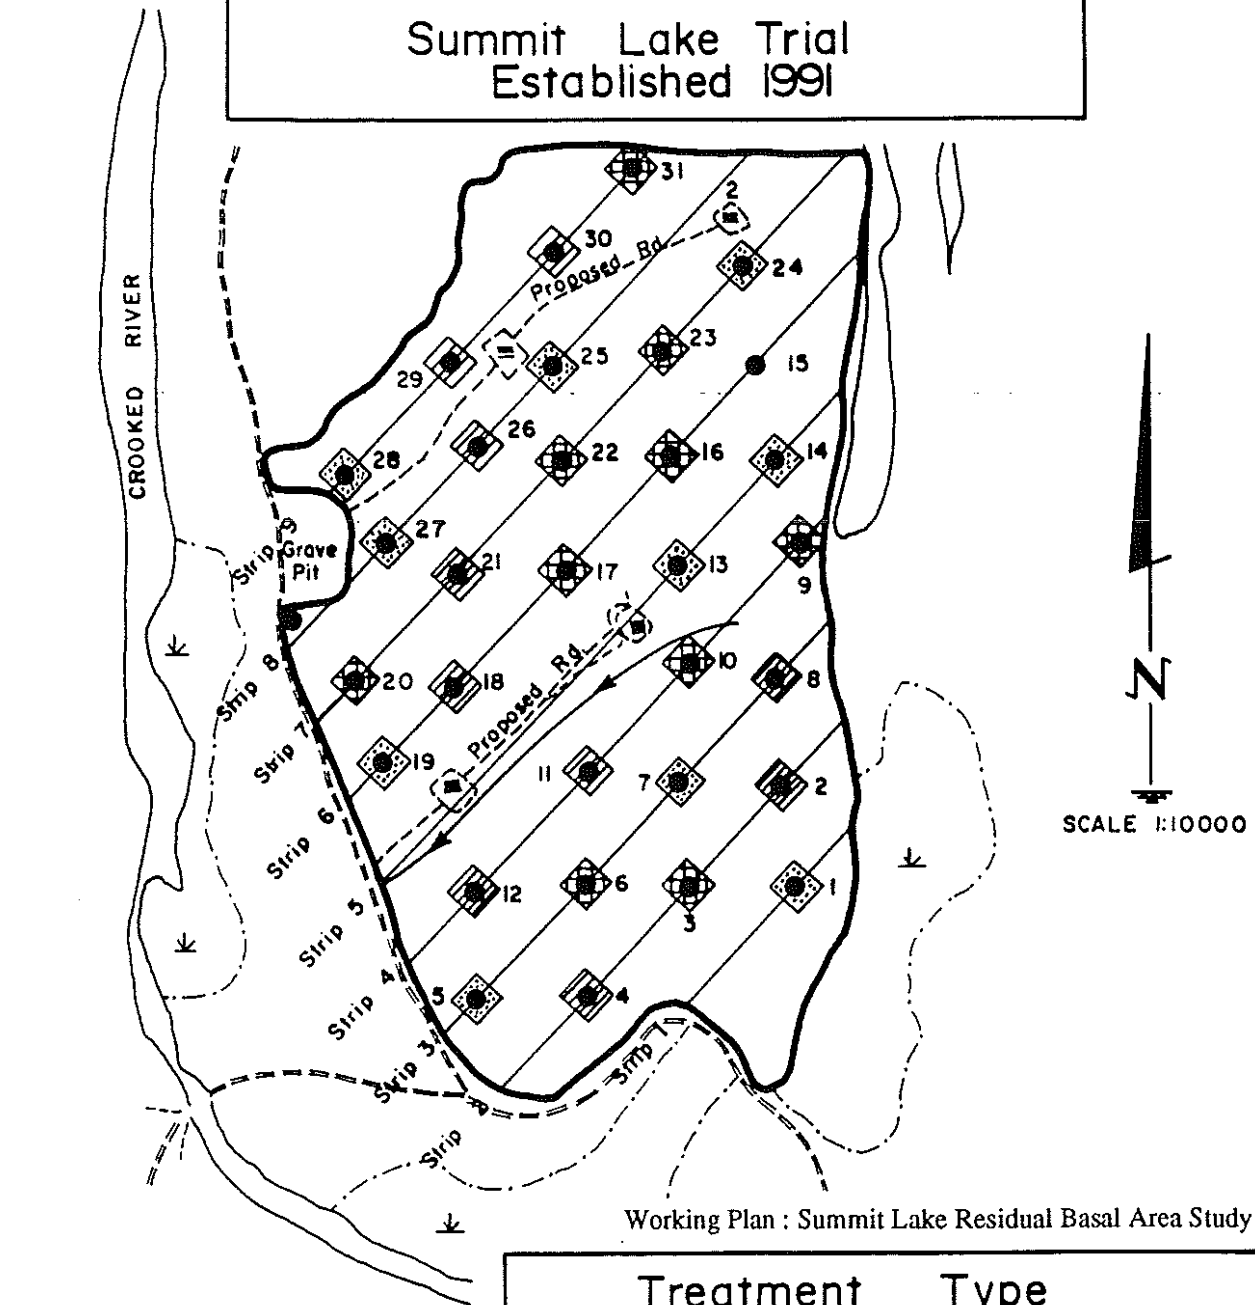 Summit Lake Trial
Established 1991
31
2
30
Proposed Rd.
24
23
25
15
29
26
22
16
14
28
27
Strip 9
Grave
Pit
21
17
13
9
CROOKED RIVER
20
18
10
8
Strip 8
Proposed Rd.
N
Strip 7
19
11
7
2
SCALE 1:10000
Strip 6
12
6
3
1
Strip 5
5
4
Strip 4
Strip 3
Strip 1
Strip
Working Plan : Summit Lake Residual Basal Area Study
Treatment Type